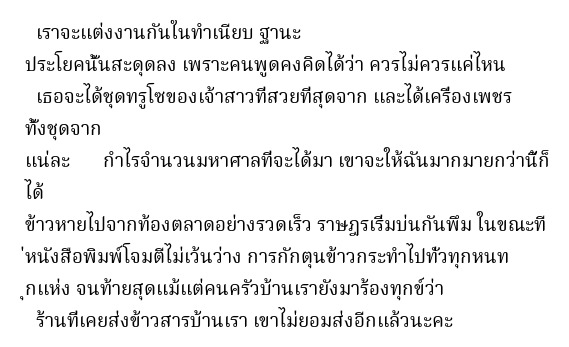 เราจะแต่งงานกันในทำเนียบ ฐานะ
ประโยคนั้นสะดุดลง เพราะคนพูดคงคิดได้ว่า ควรไม่ควรแค่ไหน
เธอจะได้ชุดทรูโซของเจ้าสาวที่สวยที่สุดจาก และได้เครื่องเพชร
ทั้งชุดจาก
แน่ละ กำไรจำนวนมหาศาลที่จะได้มา เขาจะให้ฉันมากมายกว่านี้ก็
ได้
ข้าวหายไปจากท้องตลาดอย่างรวดเร็ว ราษฎรเริ่มบ่นกันพึม ในขณะที
่หนังสือพิมพ์โจมตีไม่เว้นว่าง การกักตุนข้าวกระทำไปทั่วทุกหนท
ุกแห่ง จนท้ายสุดแม้แต่คนครัวบ้านเรายังมาร้องทุกข์ว่า
ร้านที่เคยส่งข้าวสารบ้านเรา เขาไม่ยอมส่งอีกแล้วนะคะ